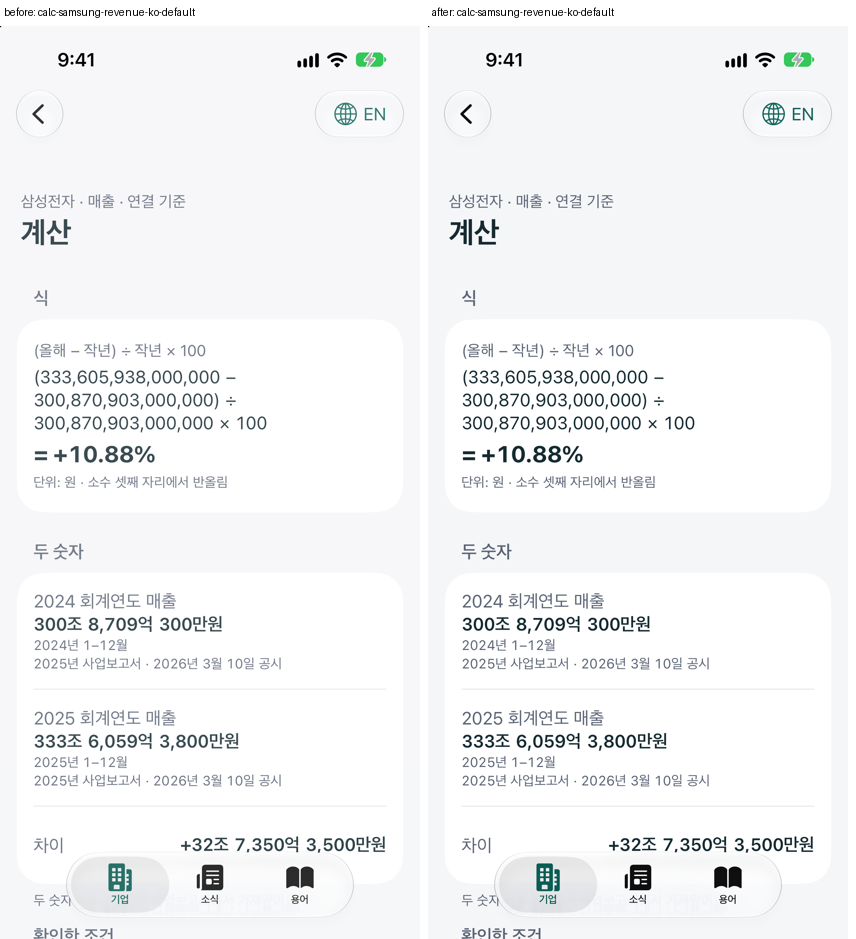 before: calc-samsung-revenue-ko-default
9:41
EN
삼성전자 · 매출 · 연결 기준
계산
식
(올해 − 작년) ÷ 작년 × 100
(333,605,938,000,000 −
300,870,903,000,000) ÷
300,870,903,000,000 × 100
= +10.88%
단위: 원 · 소수 셋째 자리에서 반올림
두 숫자
2024 회계연도 매출
300조 8,709억 300만원
2024년 1–12월
2025년 사업보고서 · 2026년 3월 10일 공시
2025 회계연도 매출
333조 6,059억 3,800만원
2025년 1–12월
2025년 사업보고서 · 2026년 3월 10일 공시
차이 +32조 7,350억 3,500만원
기업 소식 용어
두 숫자
확인한 조건
after: calc-samsung-revenue-ko-default
9:41
EN
삼성전자 · 매출 · 연결 기준
계산
식
(올해 − 작년) ÷ 작년 × 100
(333,605,938,000,000 −
300,870,903,000,000) ÷
300,870,903,000,000 × 100
= +10.88%
단위: 원 · 소수 셋째 자리에서 반올림
두 숫자
2024 회계연도 매출
300조 8,709억 300만원
2024년 1–12월
2025년 사업보고서 · 2026년 3월 10일 공시
2025 회계연도 매출
333조 6,059억 3,800만원
2025년 1–12월
2025년 사업보고서 · 2026년 3월 10일 공시
차이 +32조 7,350억 3,500만원
기업 소식 용어
두 숫자
확인한 조건